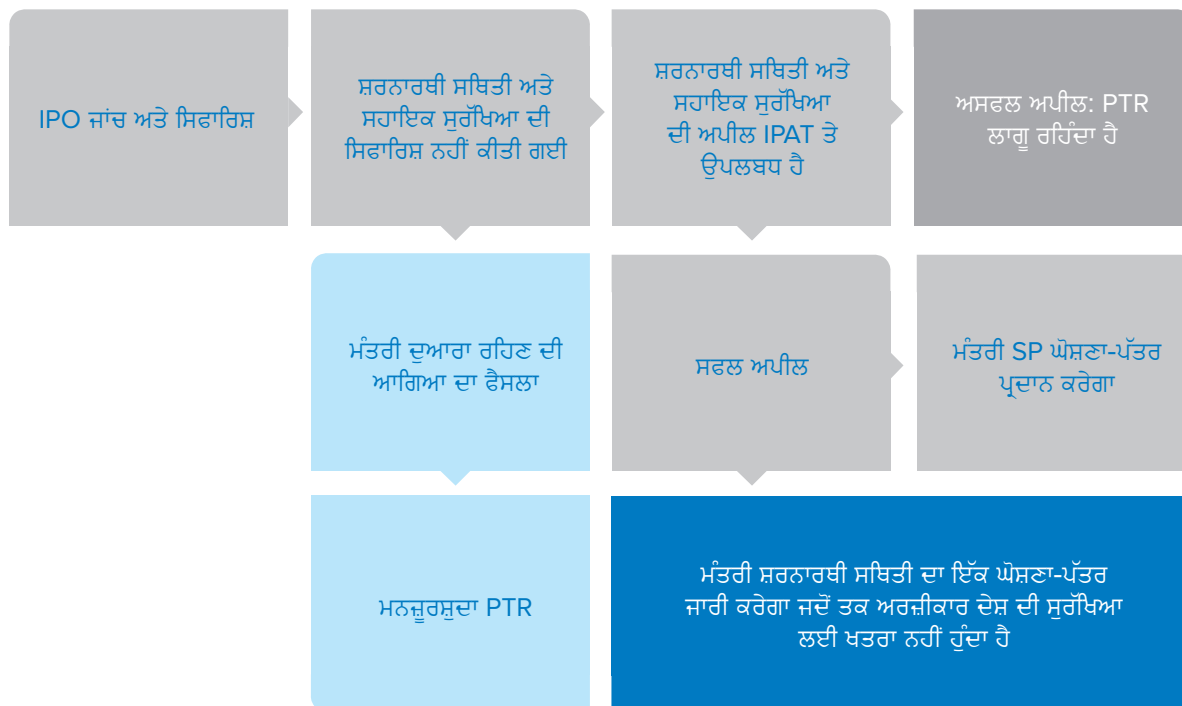 IPO ਜਾਂਚ ਅਤੇ ਸਿਫਾਰਿਸ਼
ਸ਼ਰਨਾਰਥੀ ਸਥਿਤੀ ਅਤੇ
ਸਹਾਇਕ ਸੁਰੱਖਿਆ ਦੀ
ਸਿਫਾਰਿਸ਼ ਨਹੀਂ ਕੀਤੀ ਗਈ
ਸ਼ਰਨਾਰਥੀ ਸਥਿਤੀ ਅਤੇ
ਸਹਾਇਕ ਸੁਰੱਖਿਆ
ਦੀ ਅਪੀਲ IPAT ਤੇ
ਉਪਲਬਧ ਹੈ
ਅਸਫਲ ਅਪੀਲ: PTR
ਲਾਗੂ ਰਹਿੰਦਾ ਹੈ
ਮੰਤਰੀ ਦੁਆਰਾ ਰਹਿਣ ਦੀ
ਆਗਿਆ ਦਾ ਫੈਸਲਾ
ਸਫਲ ਅਪੀਲ
ਮੰਤਰੀ SP ਘੋਸ਼ਣਾ-ਪੱਤਰ
ਪ੍ਰਦਾਨ ਕਰੇਗਾ
ਮਨਜ਼ੂਰਸ਼ੁਦਾ PTR
ਮੰਤਰੀ ਸ਼ਰਨਾਰਥੀ ਸਥਿਤੀ ਦਾ ਇੱਕ ਘੋਸ਼ਣਾ-ਪੱਤਰ
ਜਾਰੀ ਕਰੇਗਾ ਜਦੋਂ ਤਕ ਅਰਜ਼ੀਕਾਰ ਦੇਸ਼ ਦੀ ਸੁਰੱਖਿਆ
ਲਈ ਖਤਰਾ ਨਹੀਂ ਹੁੰਦਾ ਹੈ